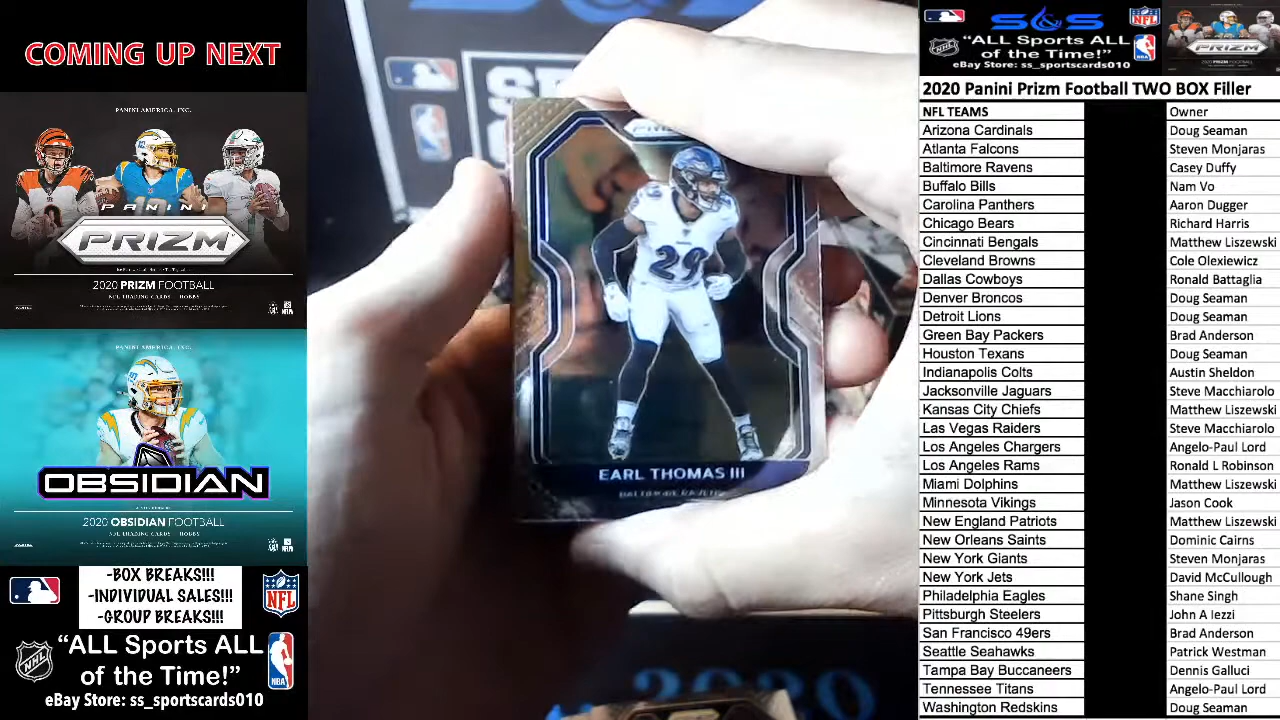 COMING UP NEXT
PANINI AMERICA, INC.
PANINI
PRIZM
2020 PRIZM FOOTBALL
NFL TRADING CARDS - HOBBY
PANINI AMERICA, INC.
OBSIDIAN
2020 OBSIDIAN FOOTBALL
NFL TRADING CARDS - HOBBY
-BOX BREAKS!!!
-INDIVIDUAL SALES!!!
-GROUP BREAKS!!!
NFL
NHL
NBA
“ALL Sports ALL
of the Time!”
eBay Store: ss_sportscards010
29
EARL THOMAS III
BALTIMORE RAVENS
2020
S&S
NFL
“ALL Sports ALL
of the Time!”
eBay Store: ss_sportscards010
PRIZM
2020 Panini Prizm Football TWO BOX Filler
NFL TEAMS Owner
Arizona Cardinals Doug Seaman
Atlanta Falcons Steven Monjaras
Baltimore Ravens Casey Duffy
Buffalo Bills Nam Vo
Carolina Panthers Aaron Dugger
Chicago Bears Richard Harris
Cincinnati Bengals Matthew Liszewski
Cleveland Browns Cole Olexiewicz
Dallas Cowboys Ronald Battaglia
Denver Broncos Doug Seaman
Detroit Lions Doug Seaman
Green Bay Packers Brad Anderson
Houston Texans Doug Seaman
Indianapolis Colts Austin Sheldon
Jacksonville Jaguars Steve Macchiarolo
Kansas City Chiefs Matthew Liszewski
Las Vegas Raiders Steve Macchiarolo
Los Angeles Chargers Angelo-Paul Lord
Los Angeles Rams Ronald L Robinson
Miami Dolphins Matthew Liszewski
Minnesota Vikings Jason Cook
New England Patriots Matthew Liszewski
New Orleans Saints Dominic Cairns
New York Giants Steven Monjaras
New York Jets David McCullough
Philadelphia Eagles Shane Singh
Pittsburgh Steelers John A Iezzi
San Francisco 49ers Brad Anderson
Seattle Seahawks Patrick Westman
Tampa Bay Buccaneers Dennis Galluci
Tennessee Titans Angelo-Paul Lord
Washington Redskins Doug Seaman